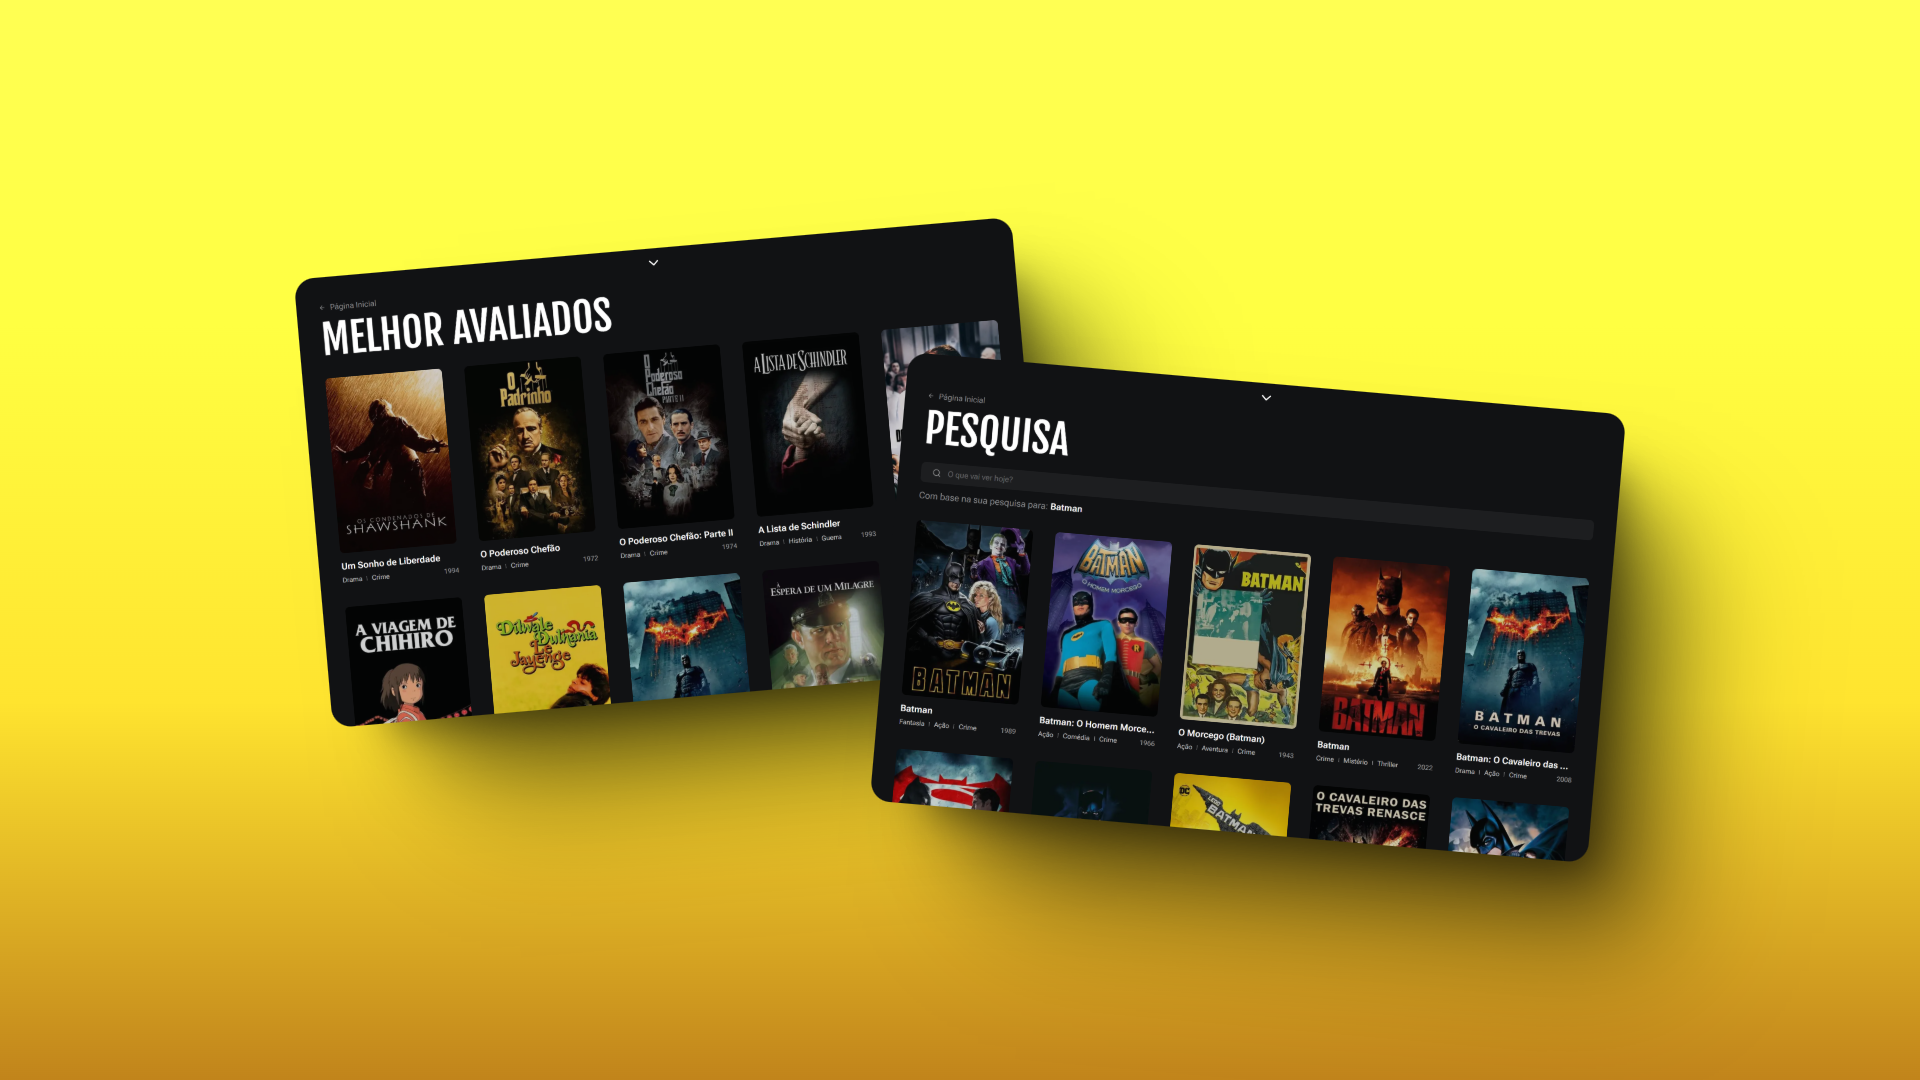 Página Inicial
MELHOR AVALIADOS
OS CONDENADOS DE
SHAWSHANK
Um Sonho de Liberdade
Drama | Crime 1994
O
Padrinho
O Poderoso Chefão
Drama | Crime 1972
O
Poderoso
Chefão
PARTE II
O Poderoso Chefão: Parte II
Drama | Crime 1974
A LISTA DE SCHINDLER
A Lista de Schindler
Drama | História | Guerra 1993
A VIAGEM DE
CHIHIRO
Dilwale
Dulhania
Le
Jayenge
À
ESPERA DE UM MILAGRE
Página Inicial
PESQUISA
O que vai ver hoje?
Com base na sua pesquisa para: Batman
BATMAN
Batman
Fantasia | Ação | Crime 1989
BATMAN
O HOMEM MORCEGO
Batman: O Homem Morce...
Ação | Comédia | Crime 1966
BATMAN
O Morcego (Batman)
Ação | Aventura | Crime 1943
BATMAN
Batman
Crime | Mistério | Thriller 2022
BATMAN
O CAVALEIRO DAS TREVAS
Batman: O Cavaleiro das ...
Drama | Ação | Crime 2008
DC
LEGO
BATMAN
O CAVALEIRO DAS
TREVAS RENASCE